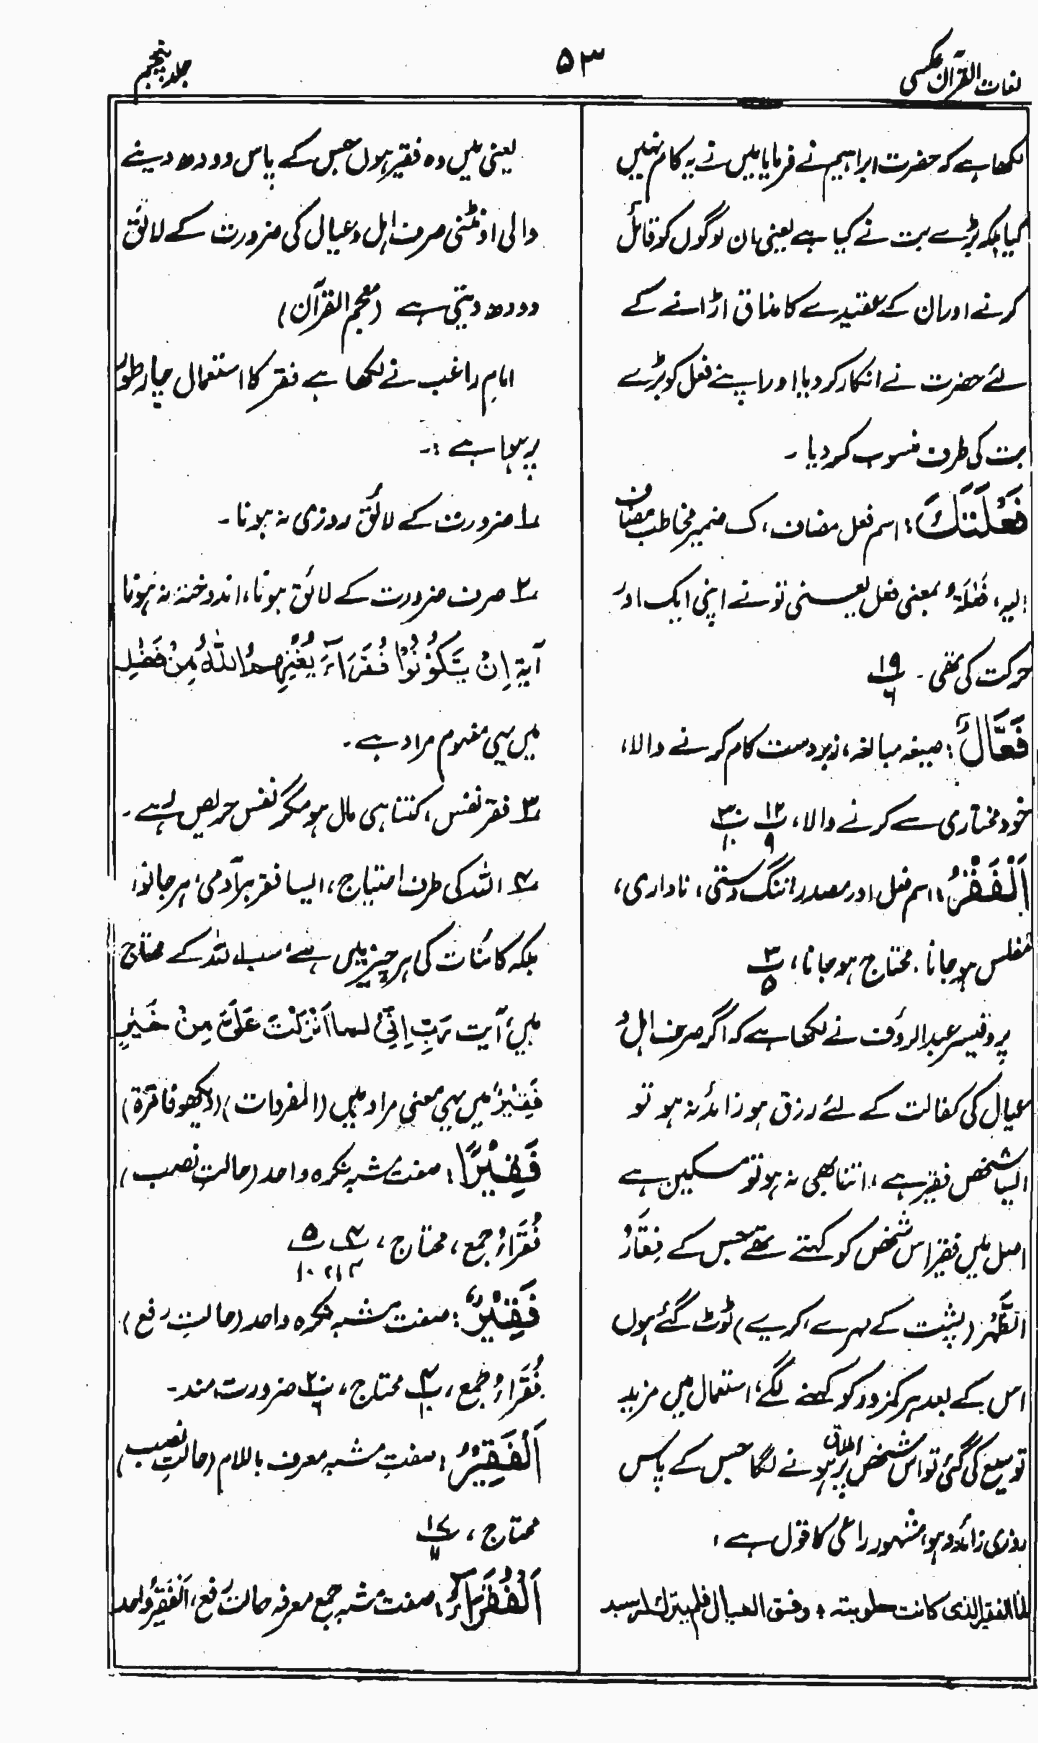 لغات القرآن عکسی
۵۳
جلد پنجم
لکھا ہے کہ حضرت ابراہیم نے فرمایا میں نے یہ کام نہیں
کیا بلکہ بڑے بت نے کیا ہے یعنی ان لوگوں کو قائل
کرنے اور ان کے عقیدے کا مذاق اڑانے کے
لئے حضرت نے انکار کر دیا اور اپنے فعل کو بڑے
بت کی طرف منسوب کر دیا ۔
فَعْلَتَكَ : اسم فعل مضاف، ک ضمیر مخاطب مضاف
الیہ، فَعْلَةٌ بمعنی فعل یعنی تو نے اپنی ایک اور
حرکت کی تھی ۔ ۱۹/۶
فَعَّالٌ : صیغہ مبالغہ، زبردست کام کرنے والا،
خود مختاری سے کرنے والا، ۱۲/۹ ۳۰/۱۰
اَلْفَقْرُ : اسم فعل اور مصدر، تنگ دستی، ناداری،
مفلس ہو جانا، محتاج ہو جانا، ۳/۵
پروفیسر عبدالرؤف نے لکھا ہے کہ اگر صرف اہل و
عیال کی کفالت کے لئے رزق ہو زائد نہ ہو تو
ایسا شخص فقیر ہے، اتنا بھی نہ ہو تو مسکین ہے
اصل میں فقیر اس شخص کو کہتے تھے جس کے فِقَارُ
الظَّہْر (پشت کے مہرے، کریے) ٹوٹ گئے ہوں
اس کے بعد ہر کمزور کو کہنے لگے، استعمال میں مزید
توسیع کی گئی تو اس شخص پر اطلاق ہونے لگا جس کے پاس
روزی زائد نہ ہو، مشہور راعی کا قول ہے ،
اما الفقیر الذی کانت حلوبتہ ؛ وفق العیال فلم یترک لہ سبد
یعنی میں وہ فقیر ہوں جس کے پاس دودھ دینے
والی اونٹنی صرف اہل و عیال کی ضرورت کے لائق
دودھ دیتی ہے (معجم القرآن)
امام راغب نے لکھا ہے فقر کا استعمال چار طور
پر ہوا ہے :۔
۱؎ ضرورت کے لائق روزی نہ ہونا ۔
۲؎ صرف ضرورت کے لائق ہونا، اندوختہ نہ ہونا
آیۃ اِنْ یَّکُوْنُوْا فُقَرَاءَ یُغْنِہِمُ اللّٰہُ مِنْ فَضْلِہٖ
میں یہی مفہوم مراد ہے ۔
۳؎ فقر نفس، کتنا ہی مال ہو مگر نفس حریص رہے ۔
۴؎ اللہ کی طرف احتیاج، ایسا فقر ہر آدمی، ہر جانور،
بلکہ کائنات کی ہر چیز میں ہے، سب اللہ کے محتاج
ہیں، آیت رَبِّ اِنِّیْ لِمَا اَنْزَلْتَ عَلَیَّ مِنْ خَیْرٍ
فَقِیْرٌ میں یہی معنی مراد ہیں (المفردات) (دیکھو فاقرۃ)
فَقِیْرًا : صفت مشبہ نکرہ واحد (حالت نصب)
فُقَرَاءُ جمع، محتاج، ۴ ۵
فَقِیْرٌ : صفت مشبہ نکرہ واحد (حالتِ رفع)
فُقَرَاءُ جمع، ۴/۱ محتاج، ۲۰/۶ ضرورت مند ۔
اَلْفَقِیْرُ : صفتِ مشبہ معرف باللام (حالتِ نصب)
محتاج، ۱۷/۱۱
اَلْفُقَرَاءُ : صفت مشبہ جمع معرفہ حالت رفع، اَلْفَقِیْرُ واحد